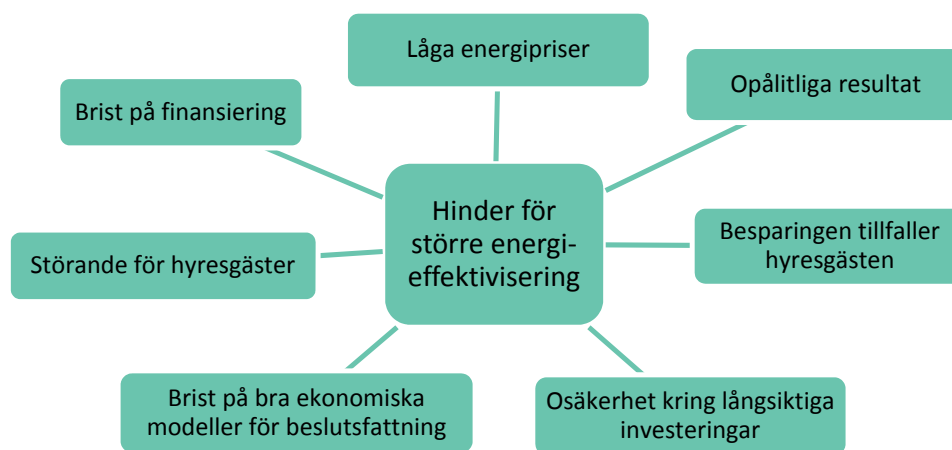 Låga energipriser
Opålitliga resultat
Brist på finansiering
Hinder för
större energi-
effektivisering
Besparingen tillfaller
hyresgästen
Störande för hyresgäster
Brist på bra ekonomiska
modeller för beslutsfattning
Osäkerhet kring långsiktiga
investeringar